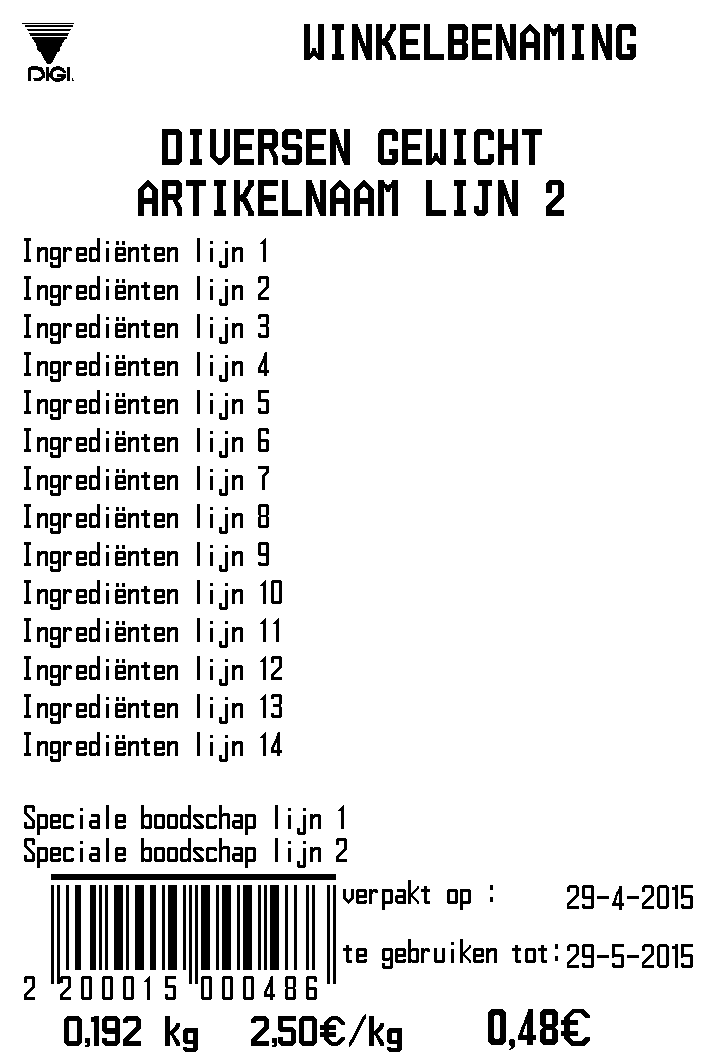 DIGI.
WINKELBENAMING
DIVERSEN GEWICHT
ARTIKELNAAM LIJN 2
Ingrediënten lijn 1
Ingrediënten lijn 2
Ingrediënten lijn 3
Ingrediënten lijn 4
Ingrediënten lijn 5
Ingrediënten lijn 6
Ingrediënten lijn 7
Ingrediënten lijn 8
Ingrediënten lijn 9
Ingrediënten lijn 10
Ingrediënten lijn 11
Ingrediënten lijn 12
Ingrediënten lijn 13
Ingrediënten lijn 14
Speciale boodschap lijn 1
Speciale boodschap lijn 2
verpakt op : 29-4-2015
te gebruiken tot: 29-5-2015
2 200015 000486
0,192 kg 2,50€/kg 0,48€